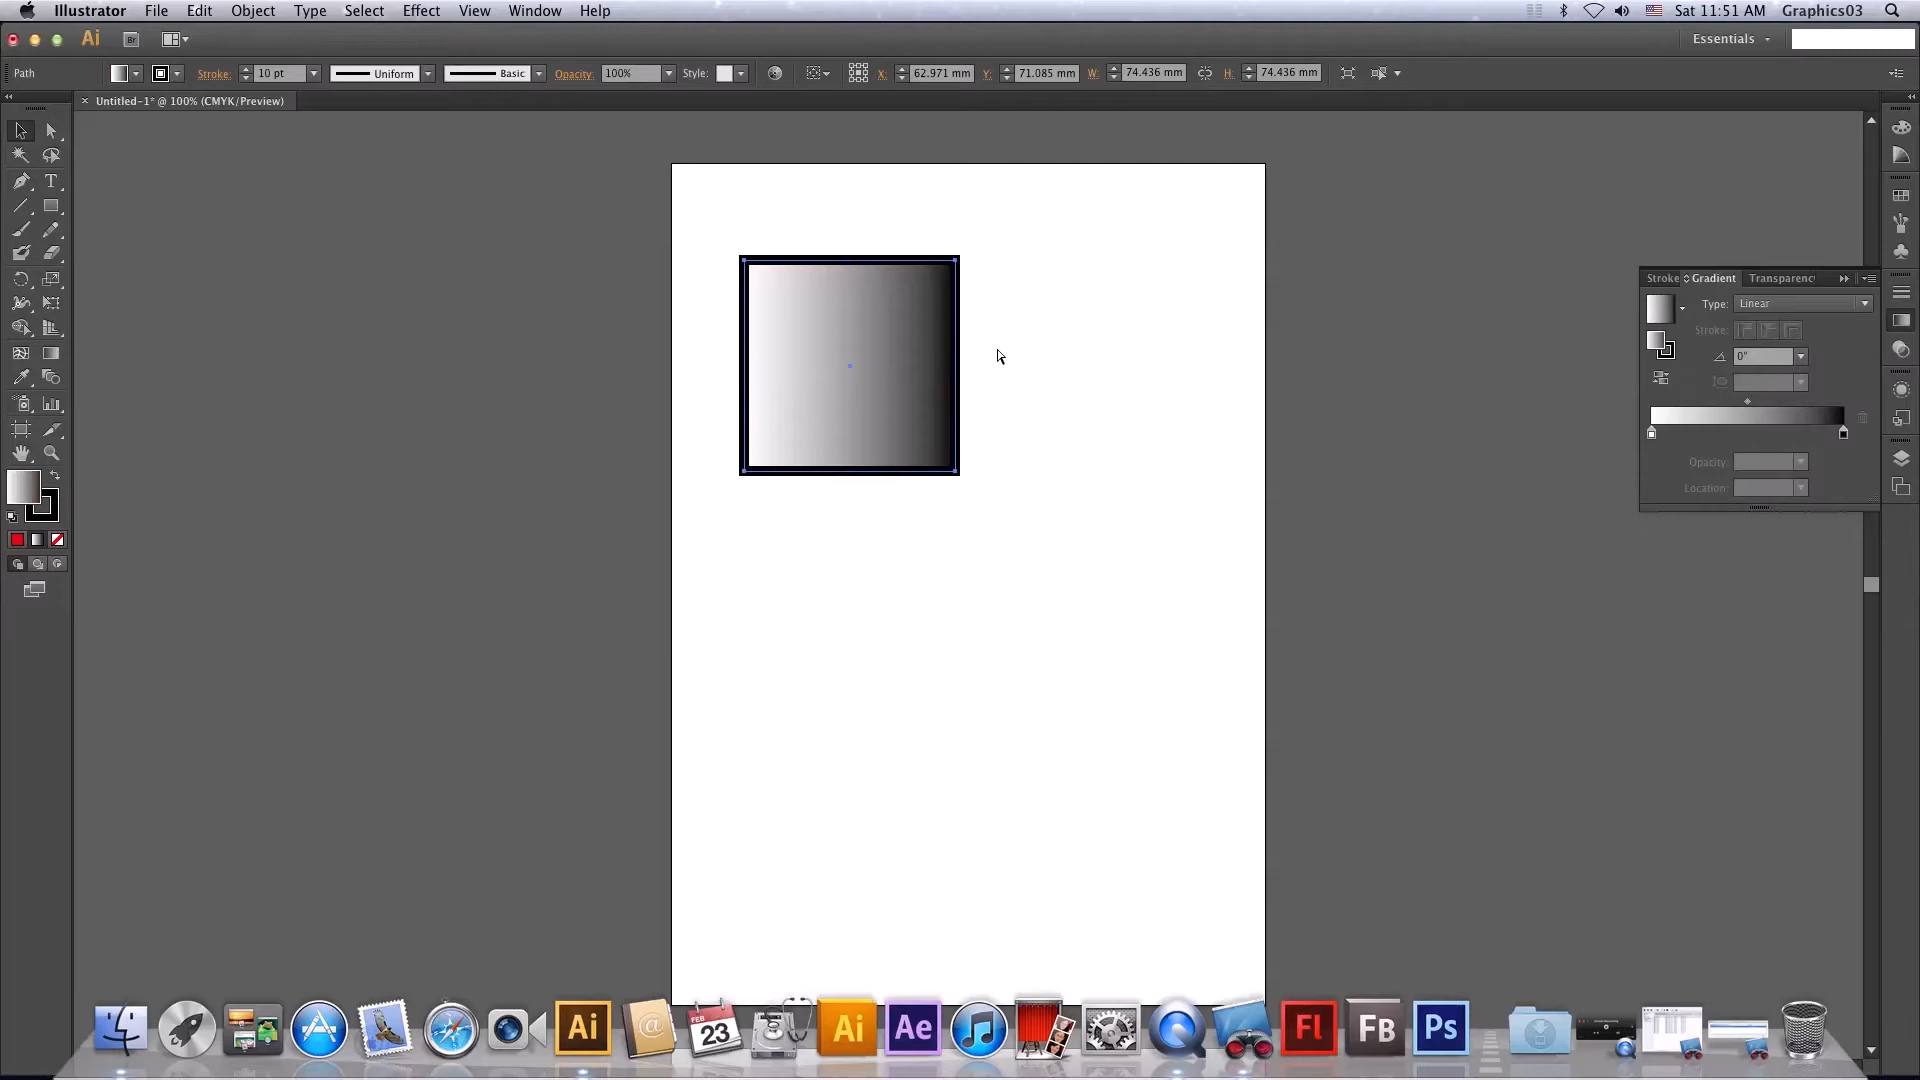 Illustrator File Edit Object Type Select Effect View Window Help Sat 11:51 AM Graphics03
Ai Br Essentials
Path Stroke: 10 pt Uniform Basic Opacity: 100% Style: X: 62.971 mm Y: 71.085 mm W: 74.436 mm H: 74.436 mm
Untitled-1* @ 100% (CMYK/Preview)
T
Stroke Gradient Transparenc
Type: Linear
Stroke:
0°
Opacity:
Location:
Ai @ FEB 23 Ai Ae Fl FB Ps